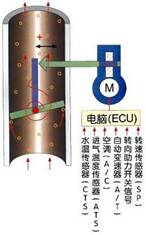 M
电脑(ECU)
水温传感器(CTS)
进气温度传感器(ATS)
空调(A/C)
自动变速器(A/T)
转向助力开关信号
转速传感器(SP)